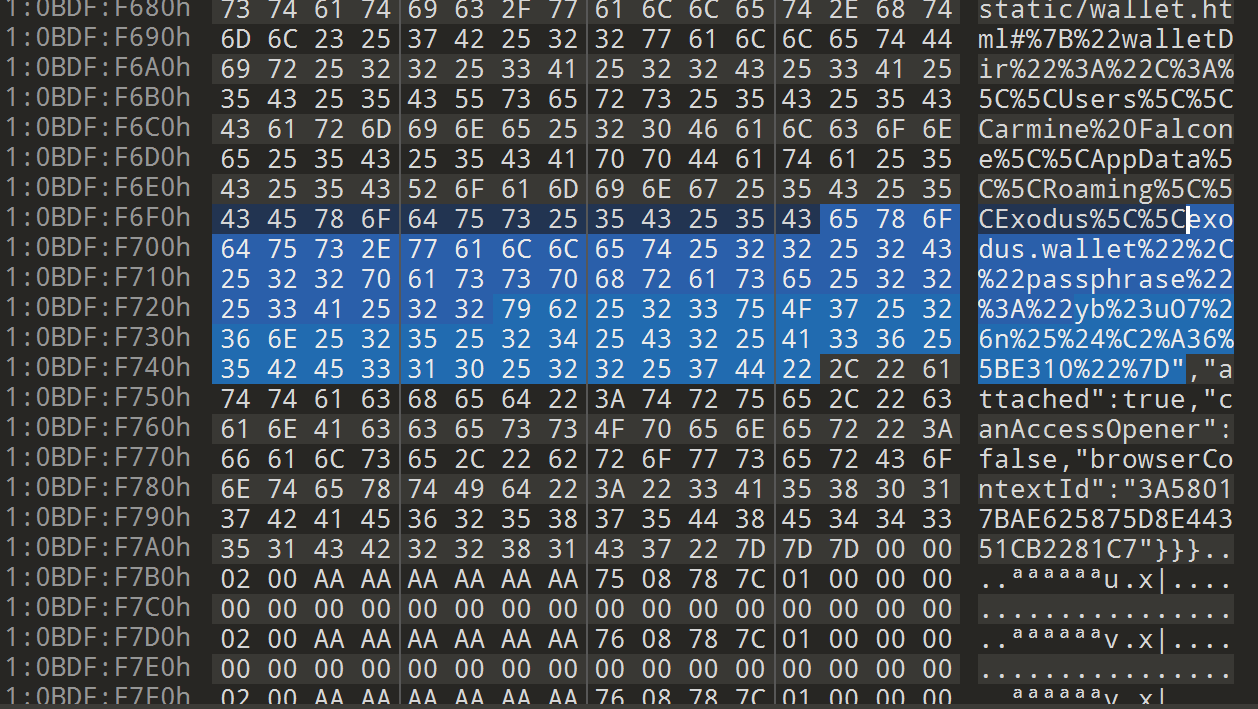 1:0BDF:F680h 73 74 61 74 69 63 2F 77 61 6C 6C 65 74 2E 68 74 static/wallet.ht
1:0BDF:F690h 6D 6C 23 25 37 42 25 32 32 77 61 6C 6C 65 74 44 ml#%7B%22walletD
1:0BDF:F6A0h 69 72 25 32 32 25 33 41 25 32 32 43 25 33 41 25 ir%22%3A%22C%3A%
1:0BDF:F6B0h 35 43 25 35 43 55 73 65 72 73 25 35 43 25 35 43 5C%5CUsers%5C%5C
1:0BDF:F6C0h 43 61 72 6D 69 6E 65 25 32 30 46 61 6C 63 6F 6E Carmine%20Falcon
1:0BDF:F6D0h 65 25 35 43 25 35 43 41 70 70 44 61 74 61 25 35 e%5C%5CAppData%5
1:0BDF:F6E0h 43 25 35 43 52 6F 61 6D 69 6E 67 25 35 43 25 35 C%5CRoaming%5C%5
1:0BDF:F6F0h 43 45 78 6F 64 75 73 25 35 43 25 35 43 65 78 6F CExodus%5C%5Cexo
1:0BDF:F700h 64 75 73 2E 77 61 6C 6C 65 74 25 32 32 25 32 43 dus.wallet%22%2C
1:0BDF:F710h 25 32 32 70 61 73 73 70 68 72 61 73 65 25 32 32 %22passphrase%22
1:0BDF:F720h 25 33 41 25 32 32 79 62 25 32 33 75 4F 37 25 32 %3A%22yb%23uO7%2
1:0BDF:F730h 36 6E 25 32 35 25 32 34 25 43 32 25 41 33 36 25 6n%25%24%C2%A36%
1:0BDF:F740h 35 42 45 33 31 30 25 32 32 25 37 44 22 2C 22 61 5BE310%22%7D","a
1:0BDF:F750h 74 74 61 63 68 65 64 22 3A 74 72 75 65 2C 22 63 ttached":true,"c
1:0BDF:F760h 61 6E 41 63 63 65 73 73 4F 70 65 6E 65 72 22 3A anAccessOpener":
1:0BDF:F770h 66 61 6C 73 65 2C 22 62 72 6F 77 73 65 72 43 6F false,"browserCo
1:0BDF:F780h 6E 74 65 78 74 49 64 22 3A 22 33 41 35 38 30 31 ntextId":"3A5801
1:0BDF:F790h 37 42 41 45 36 32 35 38 37 35 44 38 45 34 34 33 7BAE625875D8E443
1:0BDF:F7A0h 35 31 43 42 32 32 38 31 43 37 22 7D 7D 7D 00 00 51CB2281C7"}}}..
1:0BDF:F7B0h 02 00 AA AA AA AA AA AA 75 08 78 7C 01 00 00 00 ..ªªªªªªu.x|....
1:0BDF:F7C0h 00 00 00 00 00 00 00 00 00 00 00 00 00 00 00 00 ................
1:0BDF:F7D0h 02 00 AA AA AA AA AA AA 76 08 78 7C 01 00 00 00 ..ªªªªªªv.x|....
1:0BDF:F7E0h 00 00 00 00 00 00 00 00 00 00 00 00 00 00 00 00 ................
1:0BDF:F7F0h 02 00 AA AA AA AA AA AA 76 08 78 7C 01 00 00 00 ..ªªªªªªv.x|....